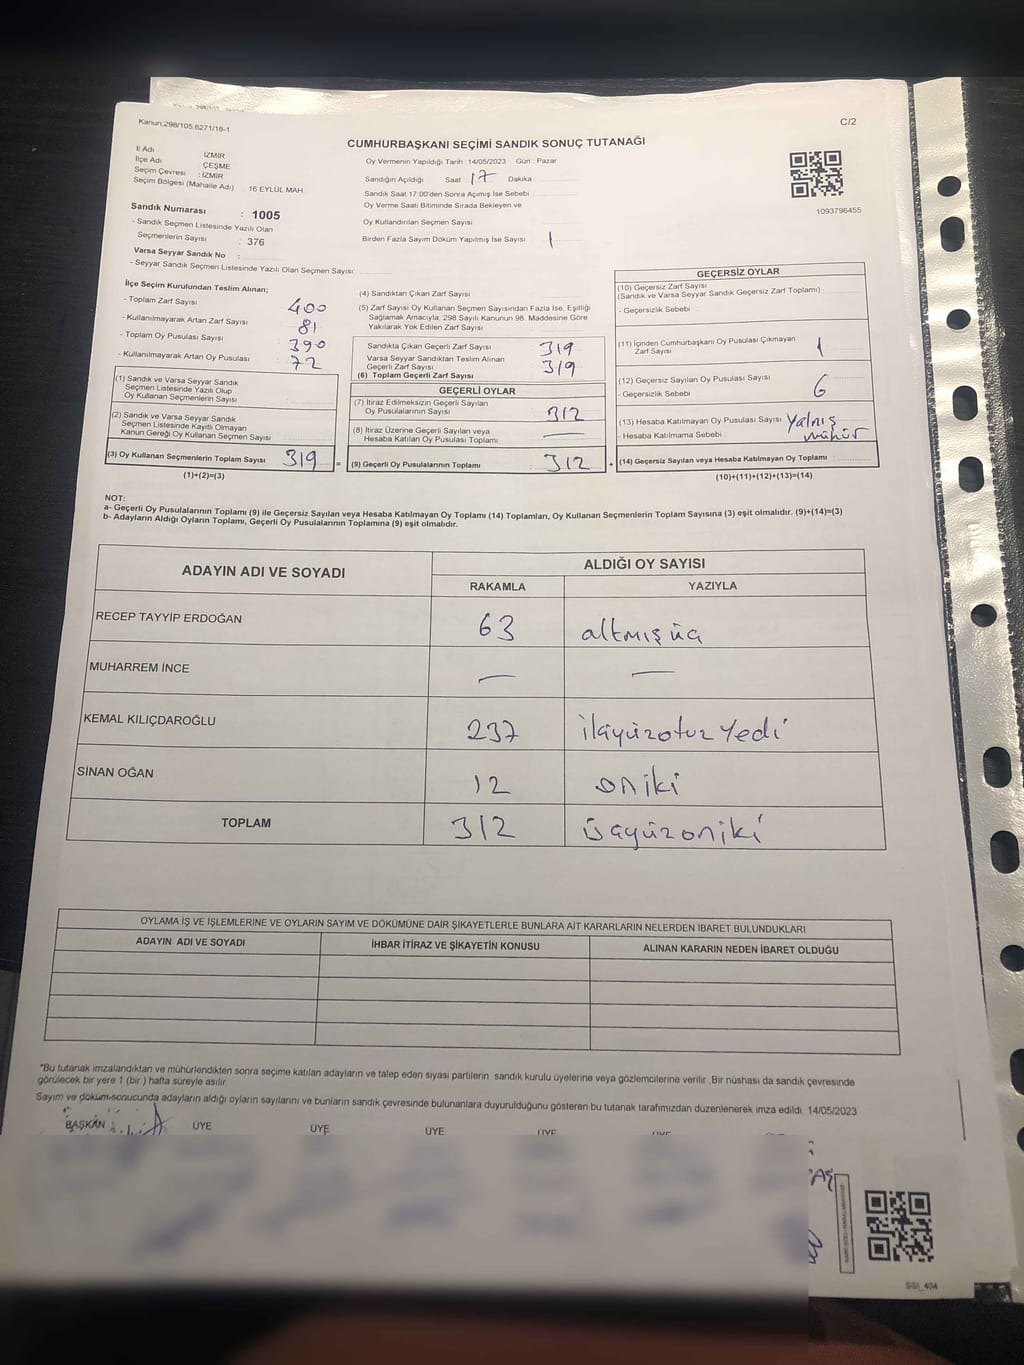 Kanun:298/105,6271/18-1
C/2
CUMHURBAŞKANI SEÇİMİ SANDIK SONUÇ TUTANAĞI
İl Adı İZMİR
İlçe Adı ÇEŞME
Seçim Çevresi : İZMİR
Seçim Bölgesi (Mahalle Adı) : 16 EYLÜL MAH.
Oy Vermenin Yapıldığı Tarih : 14/05/2023 Gün : Pazar
Sandığın Açıldığı Saat 17 Dakika :
Sandık Saat 17:00'den Sonra Açımış İse Sebebi
Oy Verme Saati Bitiminde Sırada Bekleyen ve
Oy Kullandırılan Seçmen Sayısı
Birden Fazla Sayım Döküm Yapılmış İse Sayısı 1
1093796455
Sandık Numarası : 1005
- Sandık Seçmen Listesinde Yazılı Olan
Seçmenlerin Sayısı : 376
Varsa Seyyar Sandık No :
- Seyyar Sandık Seçmen Listesinde Yazılı Olan Seçmen Sayısı:
İlçe Seçim Kurulundan Teslim Alınan;
- Toplam Zarf Sayısı 400
- Kullanılmayarak Artan Zarf Sayısı 81
- Toplam Oy Pusulası Sayısı 390
- Kullanılmayarak Artan Oy Pusulası 72
(1) Sandık ve Varsa Seyyar Sandık
Seçmen Listesinde Yazılı Olup
Oy Kullanan Seçmenlerin Sayısı
(2) Sandık ve Varsa Seyyar Sandık
Seçmen Listesinde Kayıtlı Olmayan
Kanun Gereği Oy Kullanan Seçmen Sayısı
(3) Oy Kullanan Seçmenlerin Toplam Sayısı 319 =
(1)+(2)=(3)
(4) Sandıktan Çıkan Zarf Sayısı
(5) Zarf Sayısı Oy Kullanan Seçmen Sayısından Fazla İse, Eşitliği
Sağlamak Amacıyla; 298 Sayılı Kanunun 98. Maddesine Göre
Yakılarak Yok Edilen Zarf Sayısı
Sandıkta Çıkan Geçerli Zarf Sayısı 319
Varsa Seyyar Sandıktan Teslim Alınan
Geçerli Zarf Sayısı 319
(6) Toplam Geçerli Zarf Sayısı
GEÇERLİ OYLAR
(7) İtiraz Edilmeksizin Geçerli Sayılan
Oy Pusulalarının Sayısı 312
(8) İtiraz Üzerine Geçerli Sayılan veya
Hesaba Katılan Oy Pusulası Toplamı —
(9) Geçerli Oy Pusulalarının Toplamı 312 +
GEÇERSİZ OYLAR
(10) Geçersiz Zarf Sayısı
(Sandık ve Varsa Seyyar Sandık Geçersiz Zarf Toplamı)
- Geçersizlik Sebebi :
(11) İçinden Cumhurbaşkanı Oy Pusulası Çıkmayan
Zarf Sayısı 1
(12) Geçersiz Sayılan Oy Pusulası Sayısı
- Geçersizlik Sebebi 6
(13) Hesaba Katılmayan Oy Pusulası Sayısı Yalnış
- Hesaba Katılmama Sebebi mühür
(14) Geçersiz Sayılan veya Hesaba Katılmayan Oy Toplamı
(10)+(11)+(12)+(13)=(14)
NOT:
a- Geçerli Oy Pusulalarının Toplamı (9) ile Geçersiz Sayılan veya Hesaba Katılmayan Oy Toplamı (14) Toplamları, Oy Kullanan Seçmenlerin Toplam Sayısına (3) eşit olmalıdır. (9)+(14)=(3)
b- Adayların Aldığı Oyların Toplamı, Geçerli Oy Pusulalarının Toplamına (9) eşit olmalıdır.
ADAYIN ADI VE SOYADI
ALDIĞI OY SAYISI
RAKAMLA YAZIYLA
RECEP TAYYİP ERDOĞAN 63 altmışüç
MUHARREM İNCE — —
KEMAL KILIÇDAROĞLU 237 ikiyüzotuzyedi
SİNAN OĞAN 12 oniki
TOPLAM 312 üçyüzoniki
OYLAMA İŞ VE İŞLEMLERİNE VE OYLARIN SAYIM VE DÖKÜMÜNE DAİR ŞİKAYETLERLE BUNLARA AİT KARARLARIN NELERDEN İBARET BULUNDUKLARI
ADAYIN ADI VE SOYADI İHBAR İTİRAZ VE ŞİKAYETİN KONUSU ALINAN KARARIN NEDEN İBARET OLDUĞU
"Bu tutanak imzalandıktan ve mühürlendikten sonra seçime katılan adayların ve talep eden siyasi partilerin sandık kurulu üyelerine veya gözlemcilerine verilir. Bir nüshası da sandık çevresinde
görülecek bir yere 1 (bir) hafta süreyle asılır.
Sayım ve döküm sonucunda adayların aldığı oyların sayılarını ve bunların sandık çevresinde bulunanlara duyurulduğunu gösteren bu tutanak tarafımızdan düzenlenerek imza edildi. 14/05/2023
BAŞKAN ÜYE ÜYE ÜYE ÜYE
SSI_404